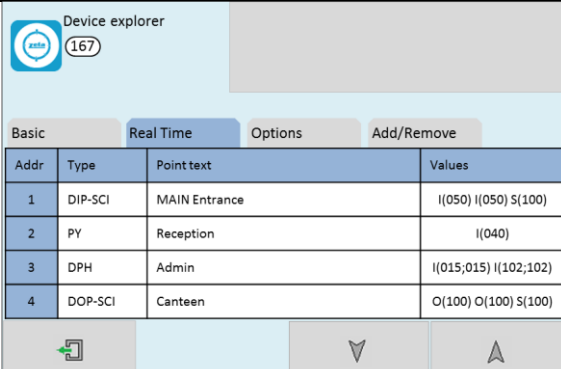 Device explorer
zeta
167
Basic Real Time Options Add/Remove
Addr Type Point text Values
1 DIP-SCI MAIN Entrance I(050) I(050) S(100)
2 PY Reception I(040)
3 DPH Admin I(015;015) I(102;102)
4 DOP-SCI Canteen O(100) O(100) S(100)